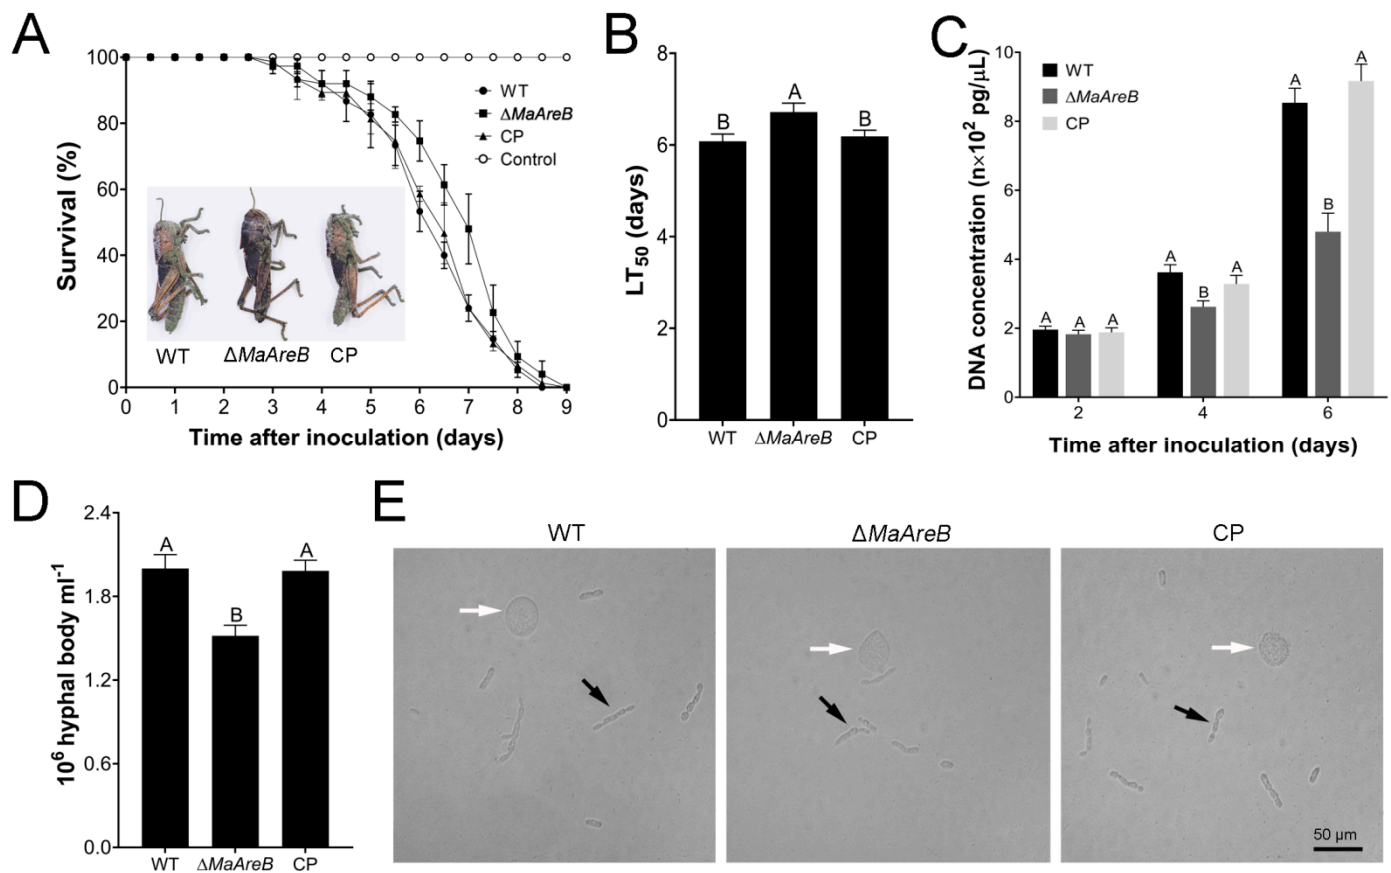 A
100
80
60
40
20
0
Survival (%)
WT
ΔMaAreB
CP
Control
WT
ΔMaAreB
CP
0 1 2 3 4 5 6 7 8 9
Time after inoculation (days)
B
8
6
4
2
0
LT50 (days)
B
A
B
WT ΔMaAreB CP
C
10
8
6
4
2
0
DNA concentration (n×10² pg/μL)
WT
ΔMaAreB
CP
A A A
A B A
A B A
2 4 6
Time after inoculation (days)
D
2.4
1.8
1.2
0.6
0.0
10⁶ hyphal body ml⁻¹
A
B
A
WT ΔMaAreB CP
E
WT
ΔMaAreB
CP
50 μm